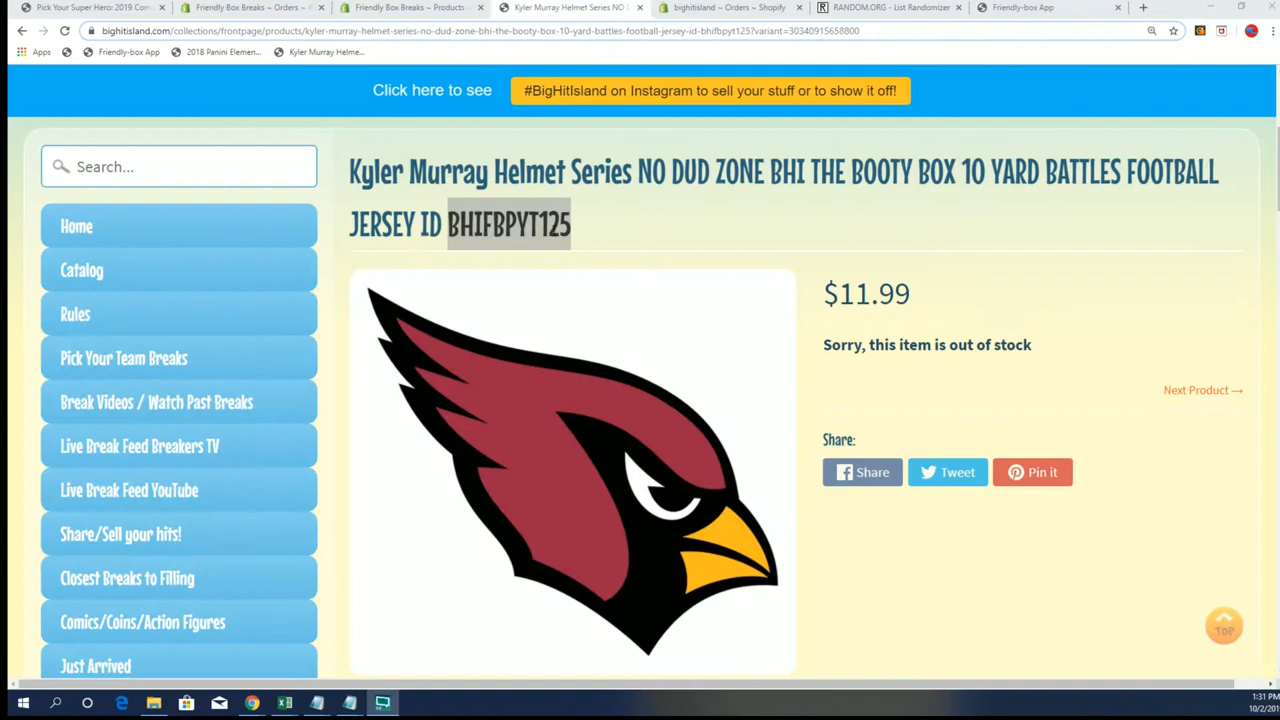 Pick Your Super Hero: 2019 Com
Friendly Box Breaks ~ Orders ~
Friendly Box Breaks ~ Products
Kyler Murray Helmet Series NO D
bighitisland ~ Orders ~ Shopify
RANDOM.ORG - List Randomizer
Friendly-box App
bighitisland.com/collections/frontpage/products/kyler-murray-helmet-series-no-dud-zone-bhi-the-booty-box-10-yard-battles-football-jersey-id-bhifbpyt125?variant=30340915658800
Apps
Friendly-box App
2018 Panini Elemen...
Kyler Murray Helme...
Click here to see
#BigHitIsland on Instagram to sell your stuff or to show it off!
Search...
Home
Catalog
Rules
Pick Your Team Breaks
Break Videos / Watch Past Breaks
Live Break Feed Breakers TV
Live Break Feed YouTube
Share/Sell your hits!
Closest Breaks to Filling
Comics/Coins/Action Figures
Just Arrived
Kyler Murray Helmet Series NO DUD ZONE BHI THE BOOTY BOX 10 YARD BATTLES FOOTBALL
JERSEY ID BHIFBPYT125
$11.99
Sorry, this item is out of stock
Next Product →
Share:
Share
Tweet
Pin it
TOP
1:31 PM
10/2/201